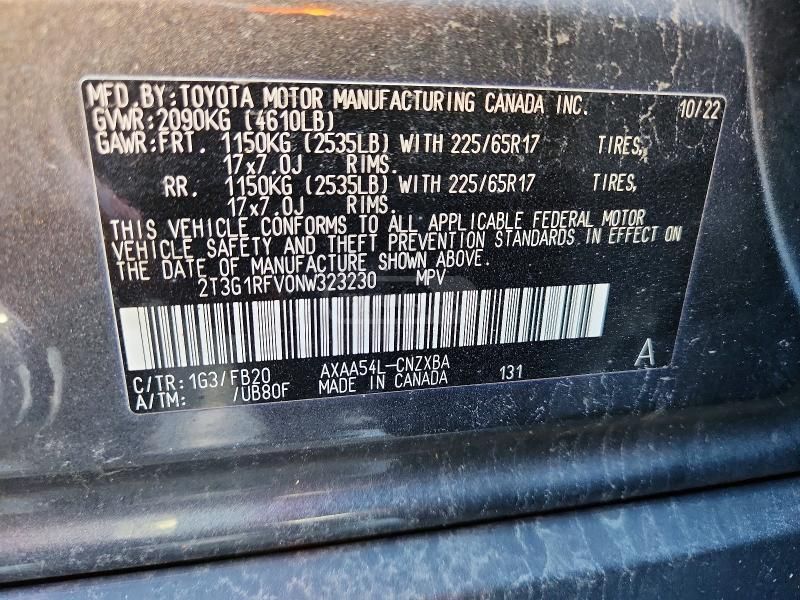 MFD.BY:TOYOTA MOTOR MANUFACTURING CANADA INC. 10/22
GVWR:2090KG (4610LB)
GAWR:FRT. 1150KG (2535LB) WITH 225/65R17 TIRES,
17x7.0J RIMS.
RR. 1150KG (2535LB) WITH 225/65R17 TIRES,
17x7.0J RIMS.
THIS VEHICLE CONFORMS TO ALL APPLICABLE FEDERAL MOTOR
VEHICLE SAFETY AND THEFT PREVENTION STANDARDS IN EFFECT ON
THE DATE OF MANUFACTURE SHOWN ABOVE.
2T3G1RFV0NW323230 MPV
C/TR:1G3/FB20 AXAA54L-CNZXBA A
A/TM: /UB80F MADE IN CANADA 131